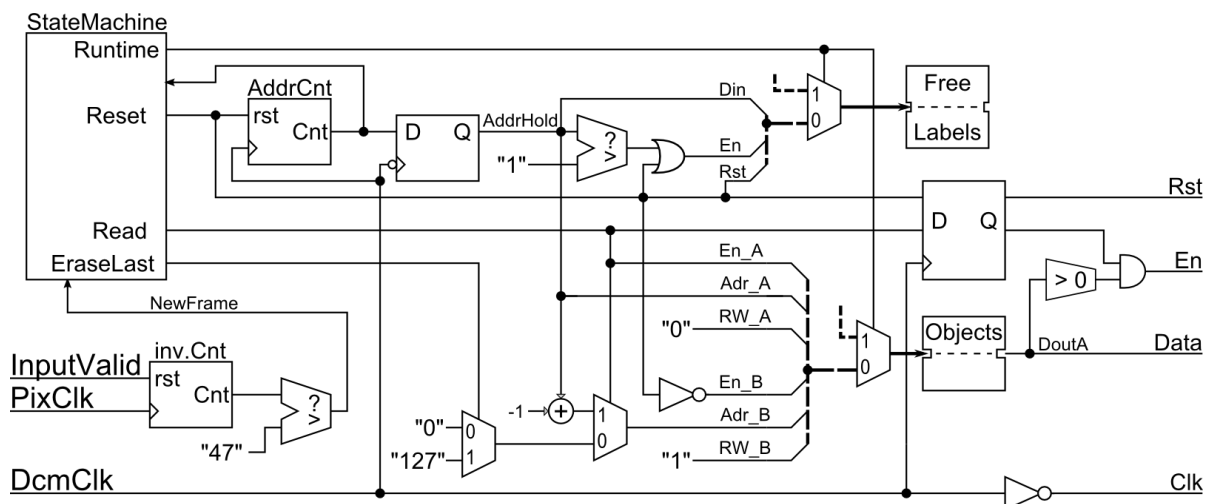 StateMachine
Runtime
Reset
Read
EraseLast
AddrCnt
rst
Cnt
D Q
AddrHold
"1"
?
>
Din
En
Rst
1
0
Free
Labels
NewFrame
InputValid
PixClk
inv.Cnt
rst
Cnt
"47"
?
>
"0"
"127"
0
1
-1
+
1
0
En_A
Adr_A
"0"
RW_A
En_B
Adr_B
"1"
RW_B
1
0
D Q
Objects
DoutA
> 0
Rst
En
Data
DcmClk
Clk